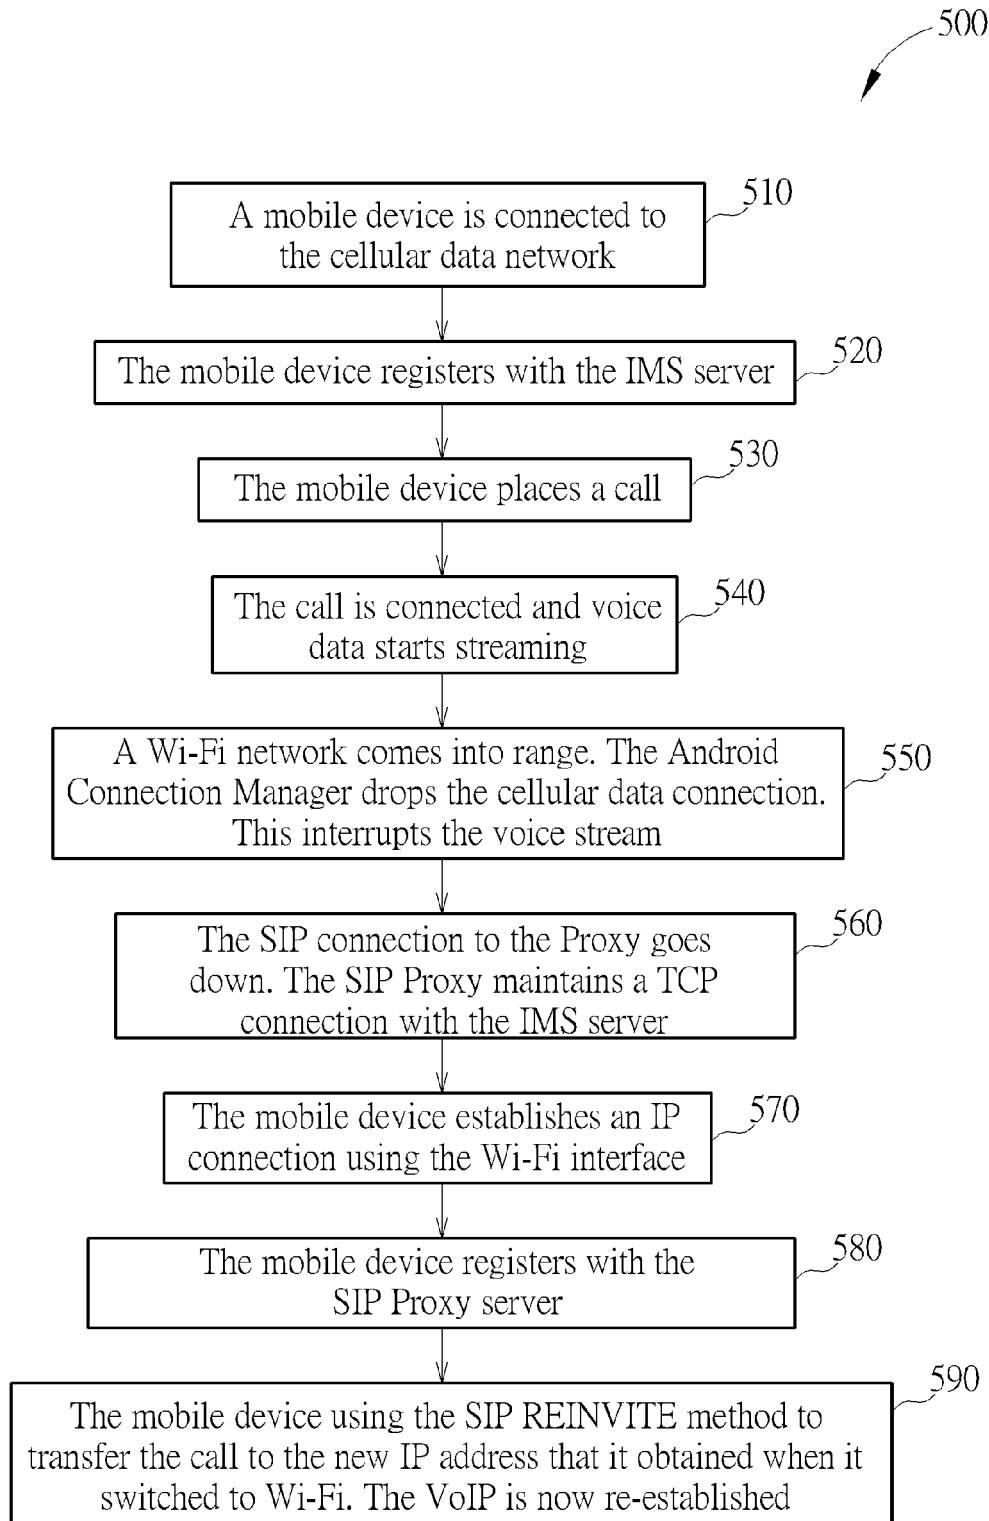 500
510
A mobile device is connected to
the cellular data network
520
The mobile device registers with the IMS server
530
The mobile device places a call
540
The call is connected and voice
data starts streaming
550
A Wi-Fi network comes into range. The Android
Connection Manager drops the cellular data connection.
This interrupts the voice stream
560
The SIP connection to the Proxy goes
down. The SIP Proxy maintains a TCP
connection with the IMS server
570
The mobile device establishes an IP
connection using the Wi-Fi interface
580
The mobile device registers with the
SIP Proxy server
590
The mobile device using the SIP REINVITE method to
transfer the call to the new IP address that it obtained when it
switched to Wi-Fi. The VoIP is now re-established